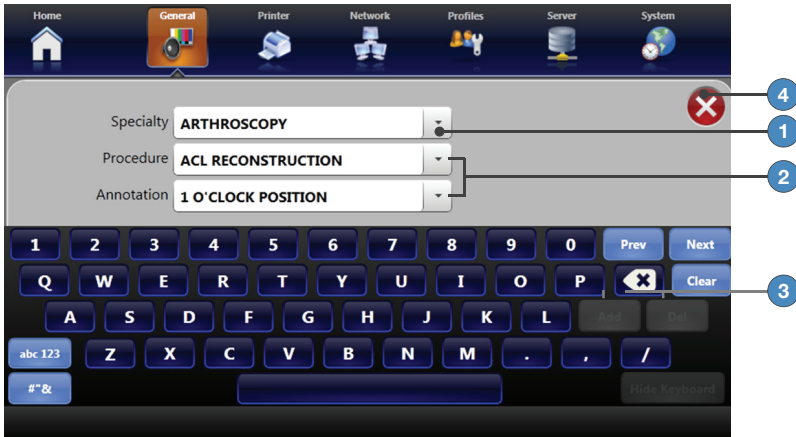 Home General Printer Network Profiles Server System
4
Specialty ARTHROSCOPY
1
Procedure ACL RECONSTRUCTION
2
Annotation 1 O'CLOCK POSITION
1 2 3 4 5 6 7 8 9 0 Prev Next
Q W E R T Y U I O P Clear
3
A S D F G H J K L Add Del
abc 123 Z X C V B N M . , /
#"& Hide Keyboard